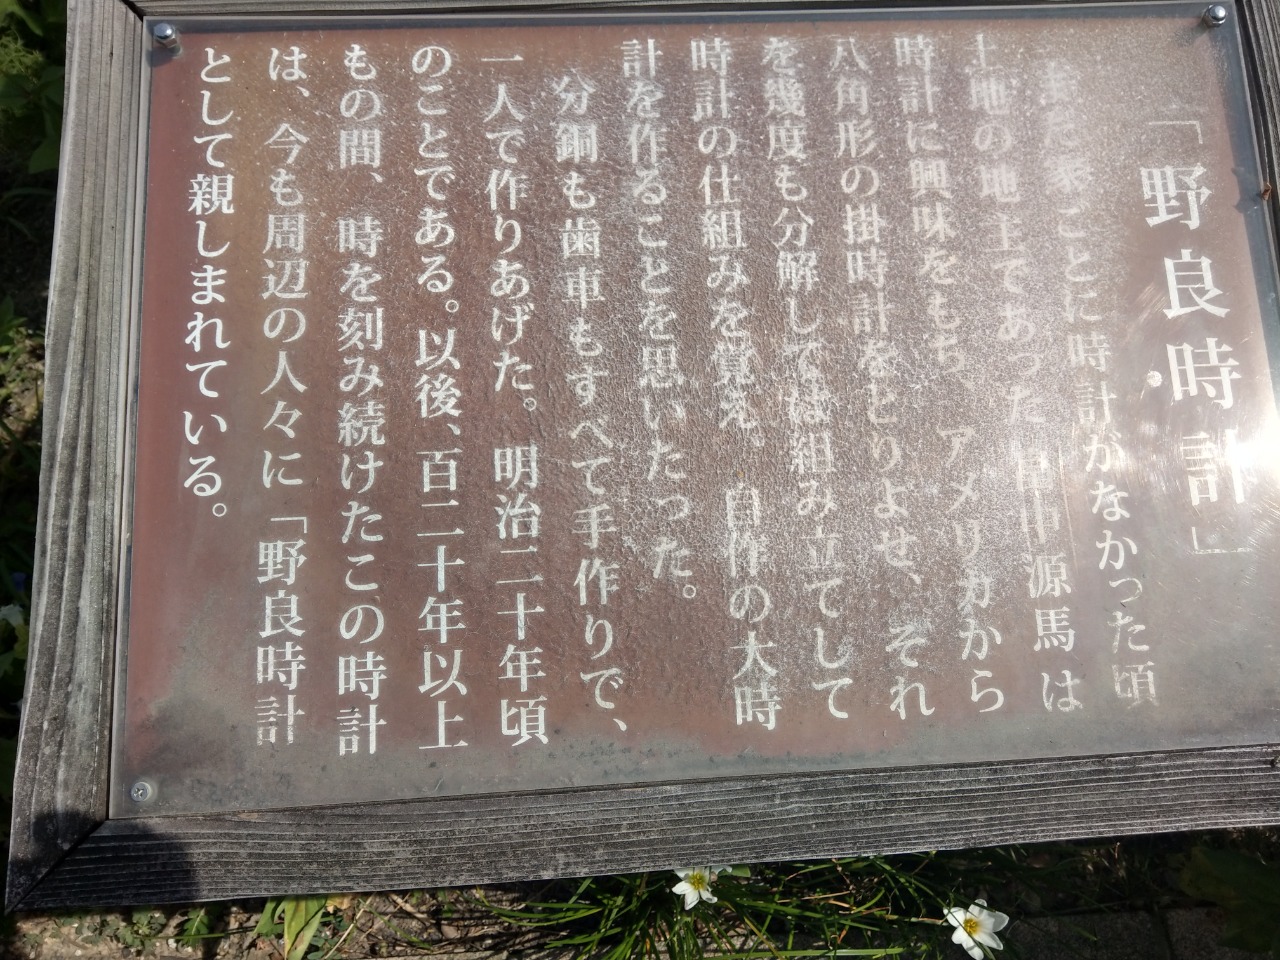 「野良時計」
まだ家ごとに時計がなかった頃
土地の地主であった畠中源馬は
時計に興味をもち、アメリカから
八角形の掛時計をとりよせ、それ
を幾度も分解しては組み立てして
時計の仕組みを覚え、自作の大時
計を作ることを思いたった。
分銅も歯車もすべて手作りで、
一人で作りあげた。明治二十年頃
のことである。以後、百二十年以上
もの間、時を刻み続けたこの時計
は、今も周辺の人々に「野良時計
として親しまれている。